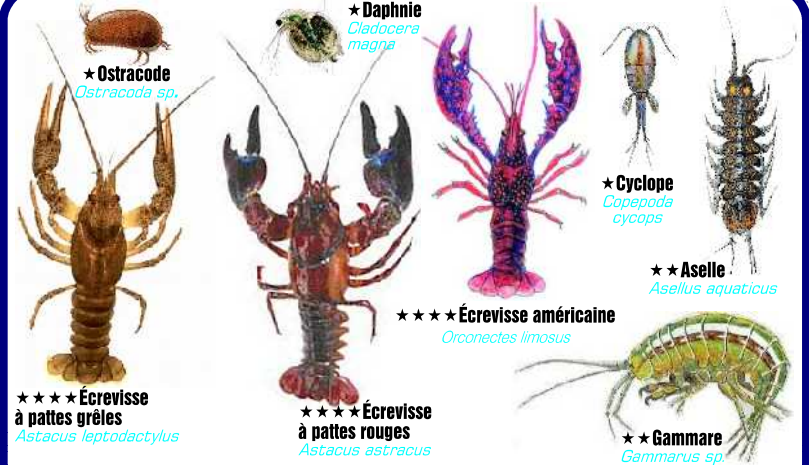 ★Daphnie
Cladocera
magna
★Ostracode
Ostracoda sp.
★Cyclope
Copepoda
cycops
★★Aselle
Asellus aquaticus
★★★★Écrevisse américaine
Orconectes limosus
★★★★Écrevisse
à pattes grêles
Astacus leptodactylus
★★★★Écrevisse
à pattes rouges
Astacus astracus
★★Gammare
Gammarus sp.